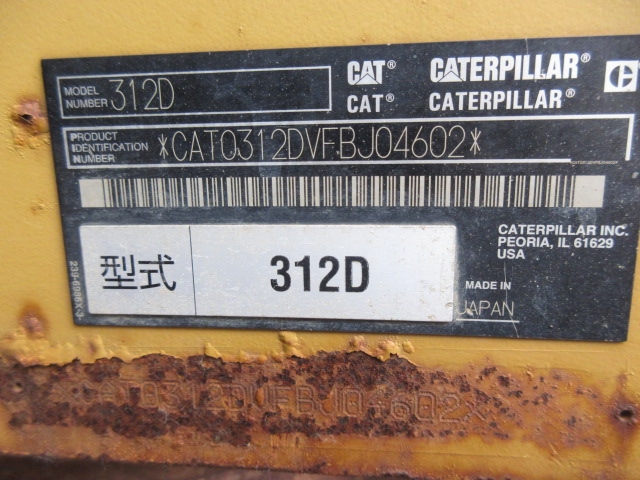 MODEL NUMBER 312D
CAT® CATERPILLAR®
CAT® CATERPILLAR®
PRODUCT IDENTIFICATION NUMBER *CAT0312DVFBJ04602*
型式 312D
CATERPILLAR INC.
PEORIA, IL 61629
USA
MADE IN
JAPAN
CAT0312DVFBJ04602*